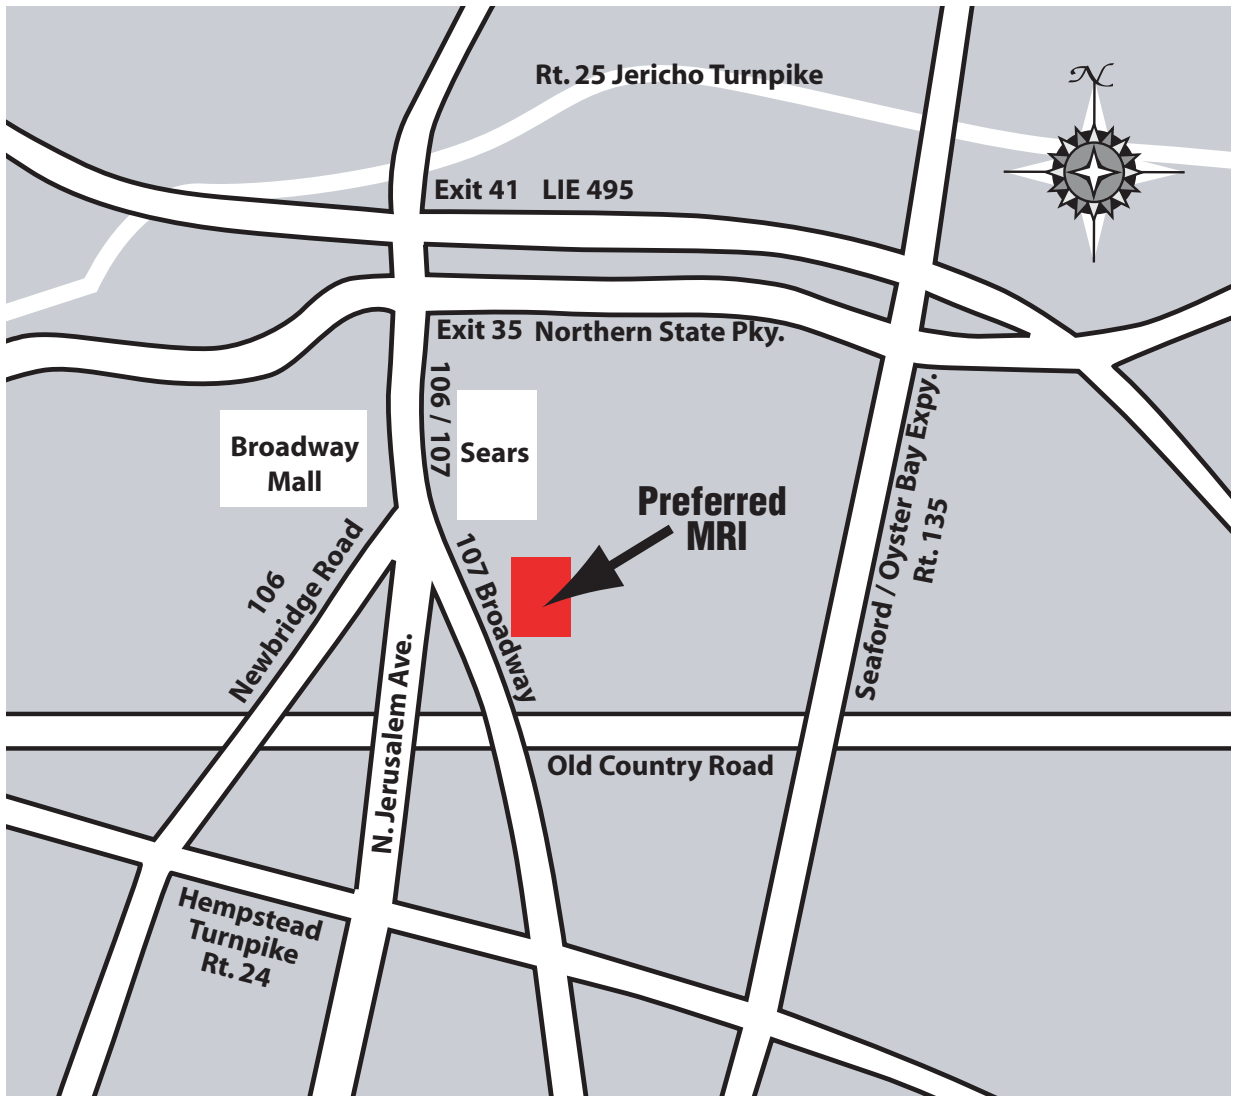 N
Rt. 25 Jericho Turnpike
Exit 41 LIE 495
Exit 35 Northern State Pky.
106 / 107
Broadway
Mall
Sears
Preferred
MRI
Seaford / Oyster Bay Expy.
Rt. 135
106
Newbridge Road
107 Broadway
N. Jerusalem Ave.
Old Country Road
Hempstead
Turnpike
Rt. 24